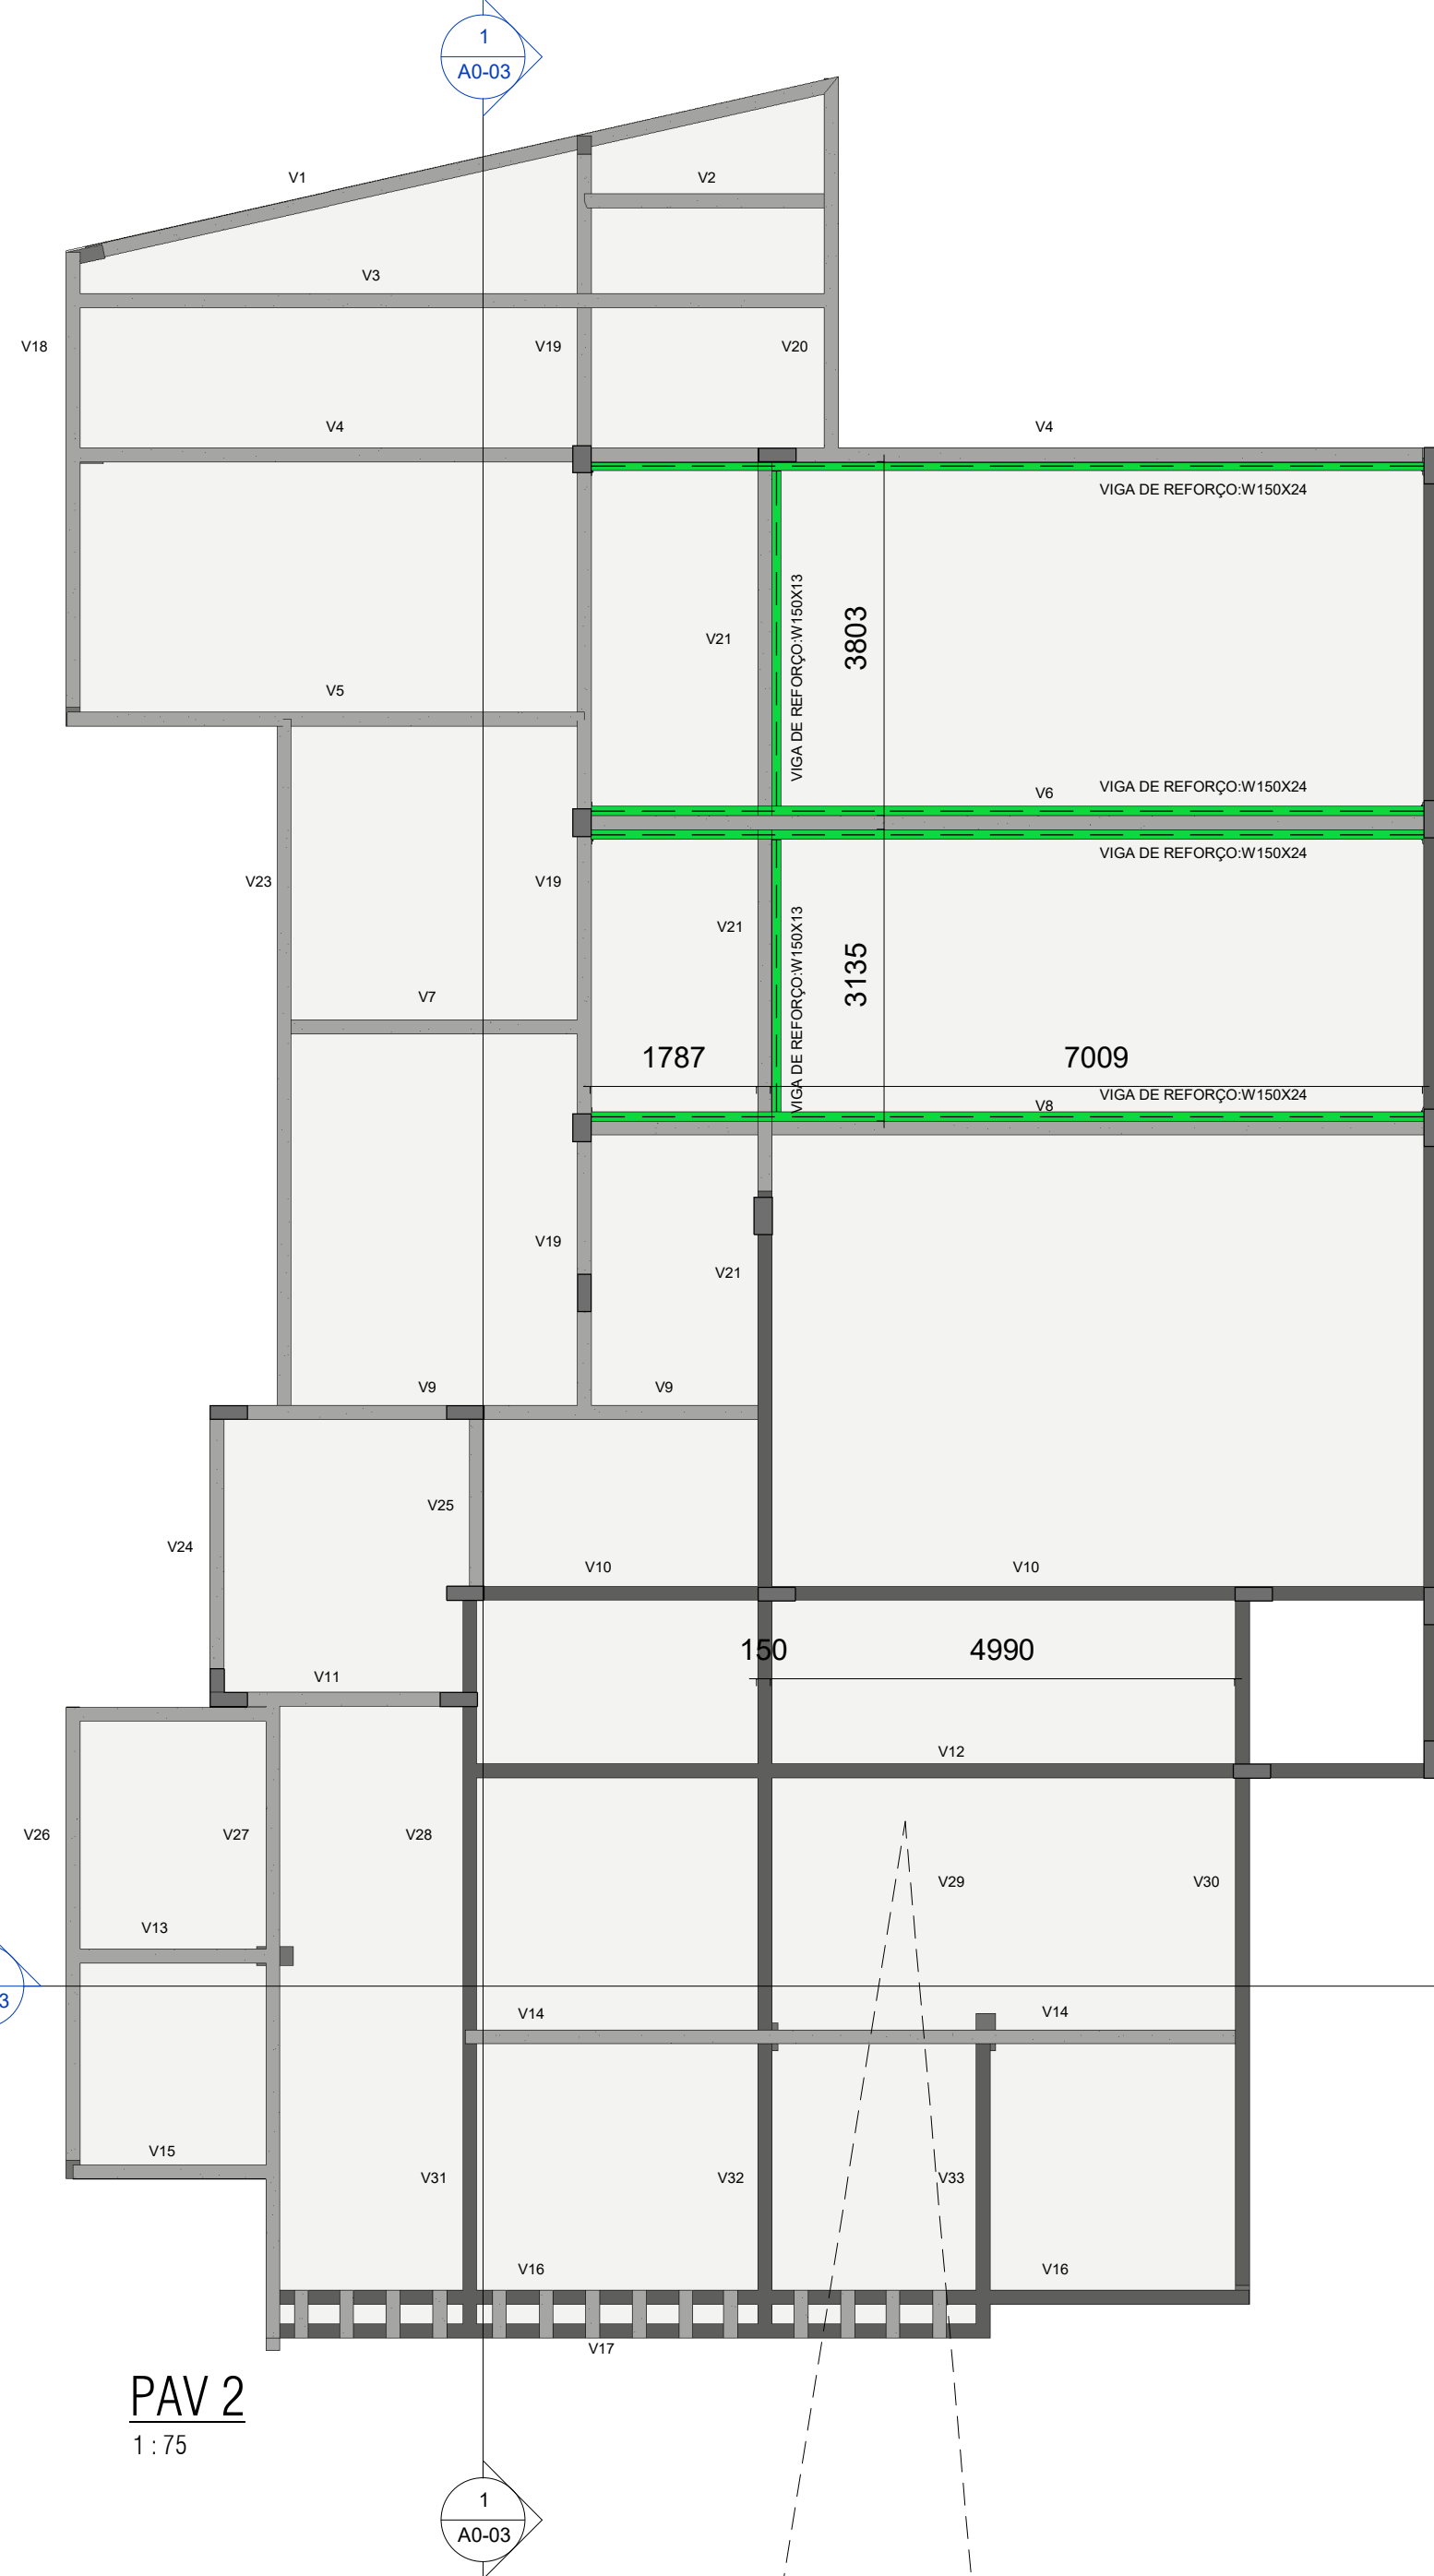 1
A0-03
V1
V2
V3
V18
V19
V20
V4
V4
VIGA DE REFORÇO:W150X24
VIGA DE REFORÇO:W150X13
3803
V21
V5
VIGA DE REFORÇO:W150X24
V6
VIGA DE REFORÇO:W150X24
V23
V19
V21
VIGA DE REFORÇO:W150X13
3135
V7
1787
7009
VIGA DE REFORÇO:W150X24
V8
V19
V21
V9
V9
V25
V24
V10
V10
150
4990
V11
V12
V26
V27
V28
V29
V30
V13
3
V14
V14
V15
V31
V32
V33
V16
V16
V17
PAV 2
1 : 75
1
A0-03